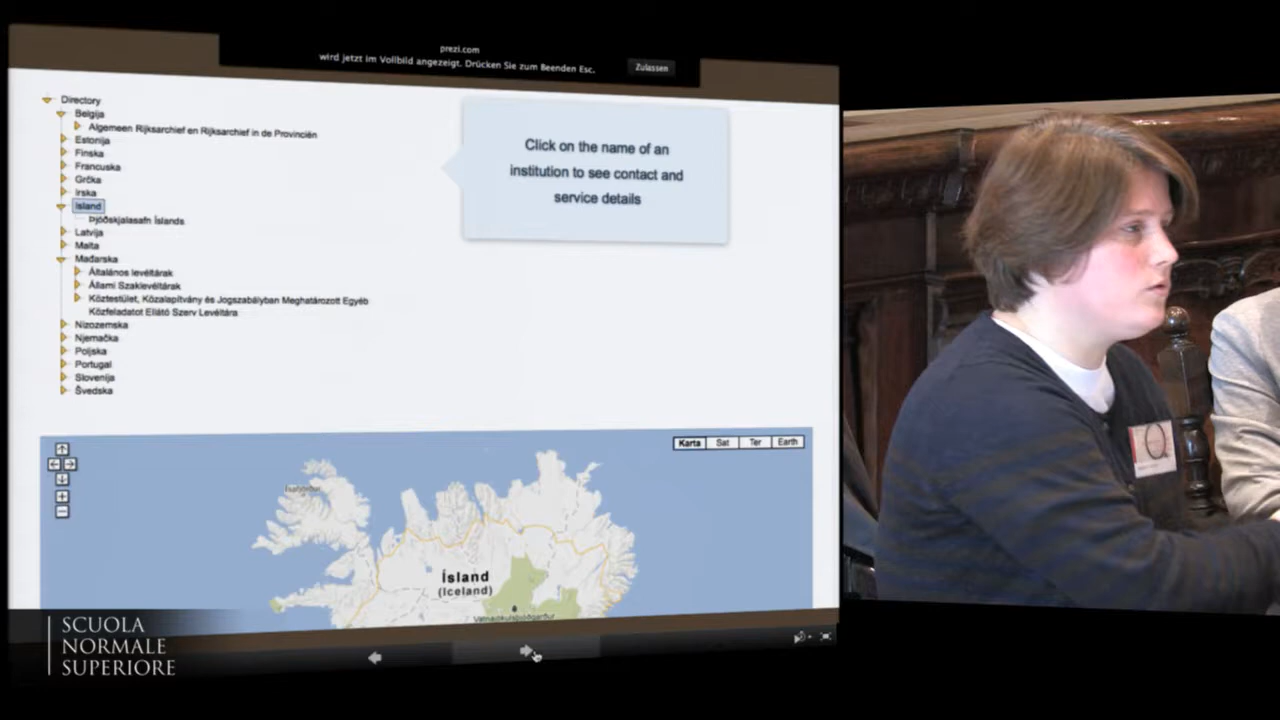 prezi.com
wird jetzt im Vollbild angezeigt. Drücken Sie zum Beenden Esc.
Zulassen
Directory
Belgija
Algemeen Rijksarchief en Rijksarchief in de Provinciën
Estonija
Finska
Francuska
Grčka
Irska
Island
Þjóðskjalasafn Íslands
Latvija
Malta
Mađarska
Általános levéltárak
Állami Szaklevéltárak
Köztestület, Közalapítvány és Jogszabályban Meghatározott Egyéb
Közfeladatot Ellátó Szerv Levéltára
Nizozemska
Njemačka
Poljska
Portugal
Slovenija
Švedska
Click on the name of an
institution to see contact and
service details
Karta Sat Ter Earth
Ísland
(Iceland)
SCUOLA
NORMALE
SUPERIORE
Q